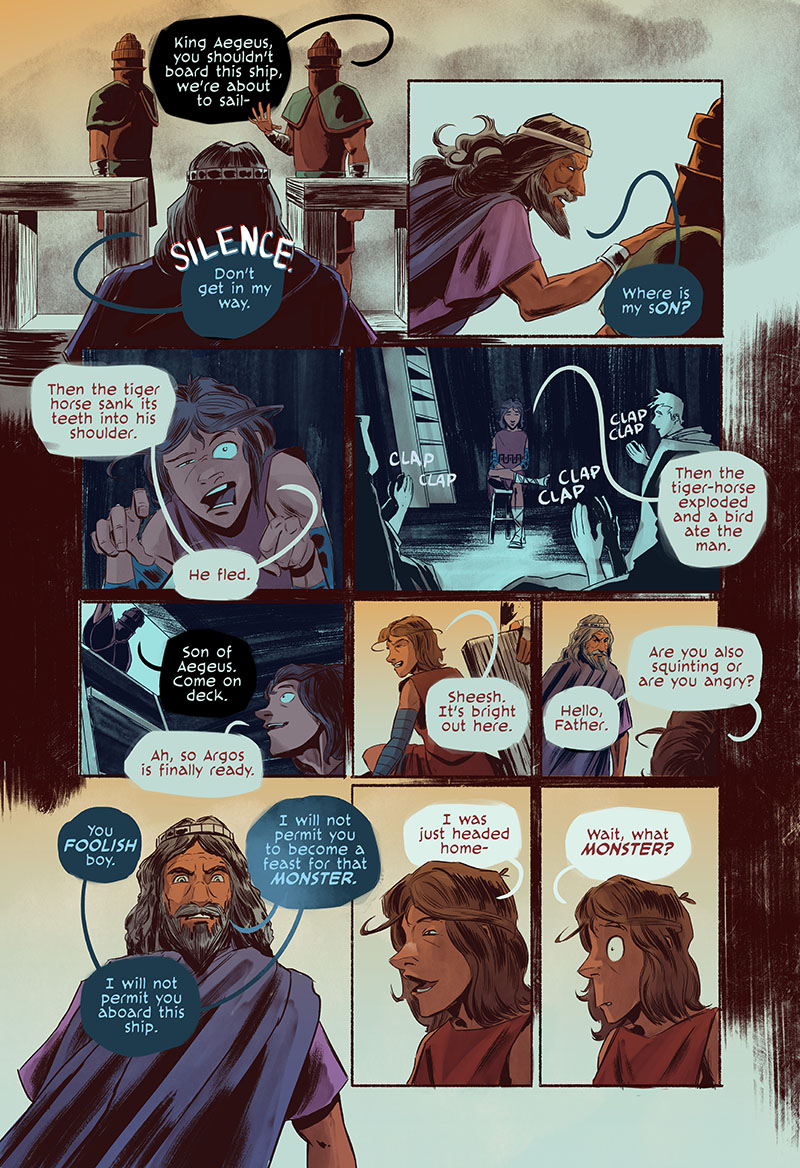 King Aegeus,
you shouldn't
board this ship,
we're about
to sail-
SILENCE.
Don't
get in my
way.
Where is
my sON?
Then the tiger
horse sank its
teeth into his
shoulder.
He fled.
CLAP
CLAP
CLAP
CLAP
CLAP
CLAP
Then the
tiger-horse
exploded
and a bird
ate the
man.
Son of
Aegeus.
Come on
deck.
Ah, so Argos
is finally ready.
Sheesh.
It's bright
out here.
Hello,
Father.
Are you also
squinting or
are you angry?
You
FOOLISH
boy.
I will not
permit you
to become a
feast for that
MONSTER.
I will not
permit you
aboard this
ship.
I was
just headed
home-
Wait, what
MONSTER?